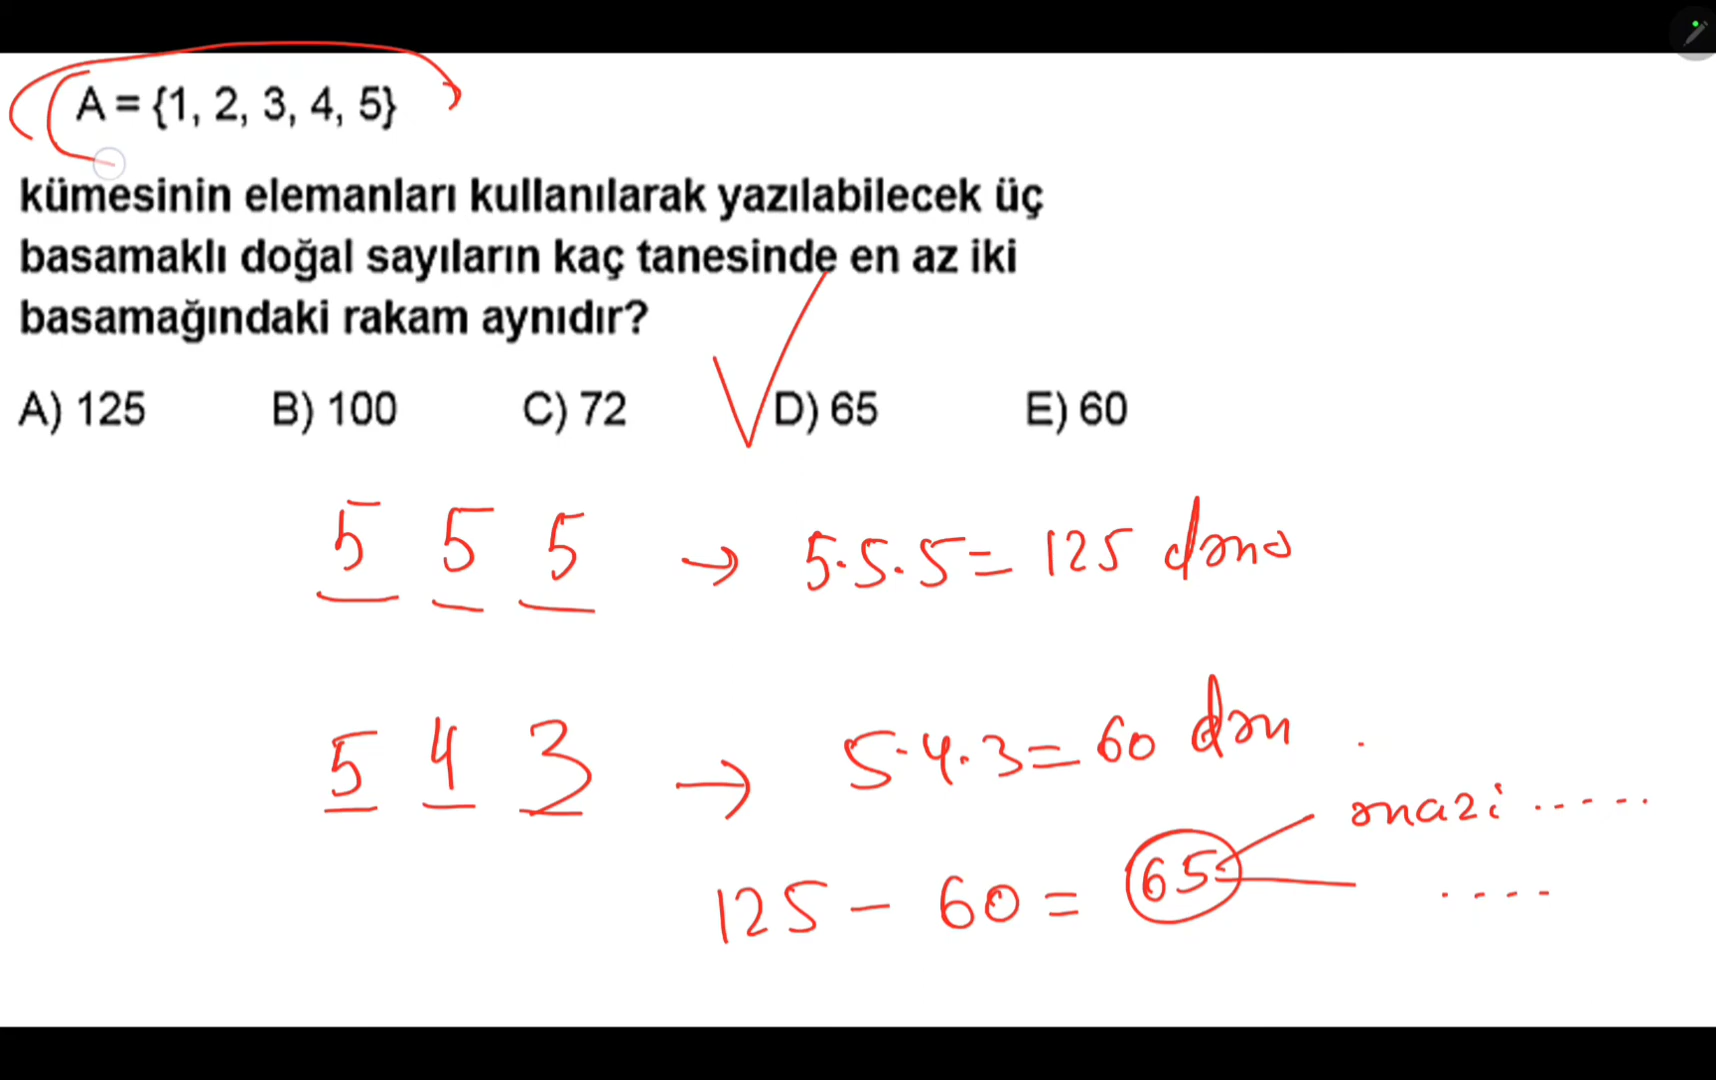 A = {1, 2, 3, 4, 5}
kümesinin elemanları kullanılarak yazılabilecek üç
basamaklı doğal sayıların kaç tanesinde en az iki
basamağındaki rakam aynıdır?
A) 125 B) 100 C) 72 D) 65 E) 60
5 5 5 → 5·5·5 = 125
5 4 3 → 5·4·3 = 60
.....
125 - 60 = 65 ....